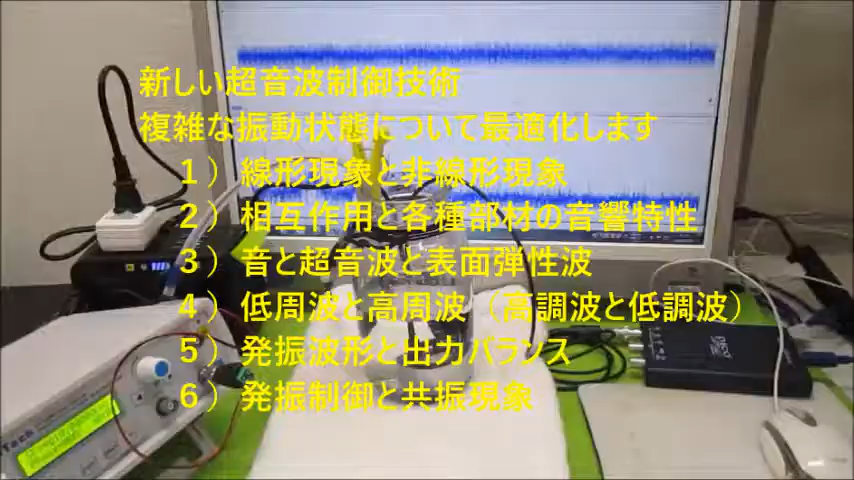 新しい超音波制御技術
複雑な振動状態について最適化します
１） 線形現象と非線形現象
２） 相互作用と各種部材の音響特性
３） 音と超音波と表面弾性波
４） 低周波と高周波（高調波と低調波）
５） 発振波形と出力バランス
６） 発振制御と共振現象